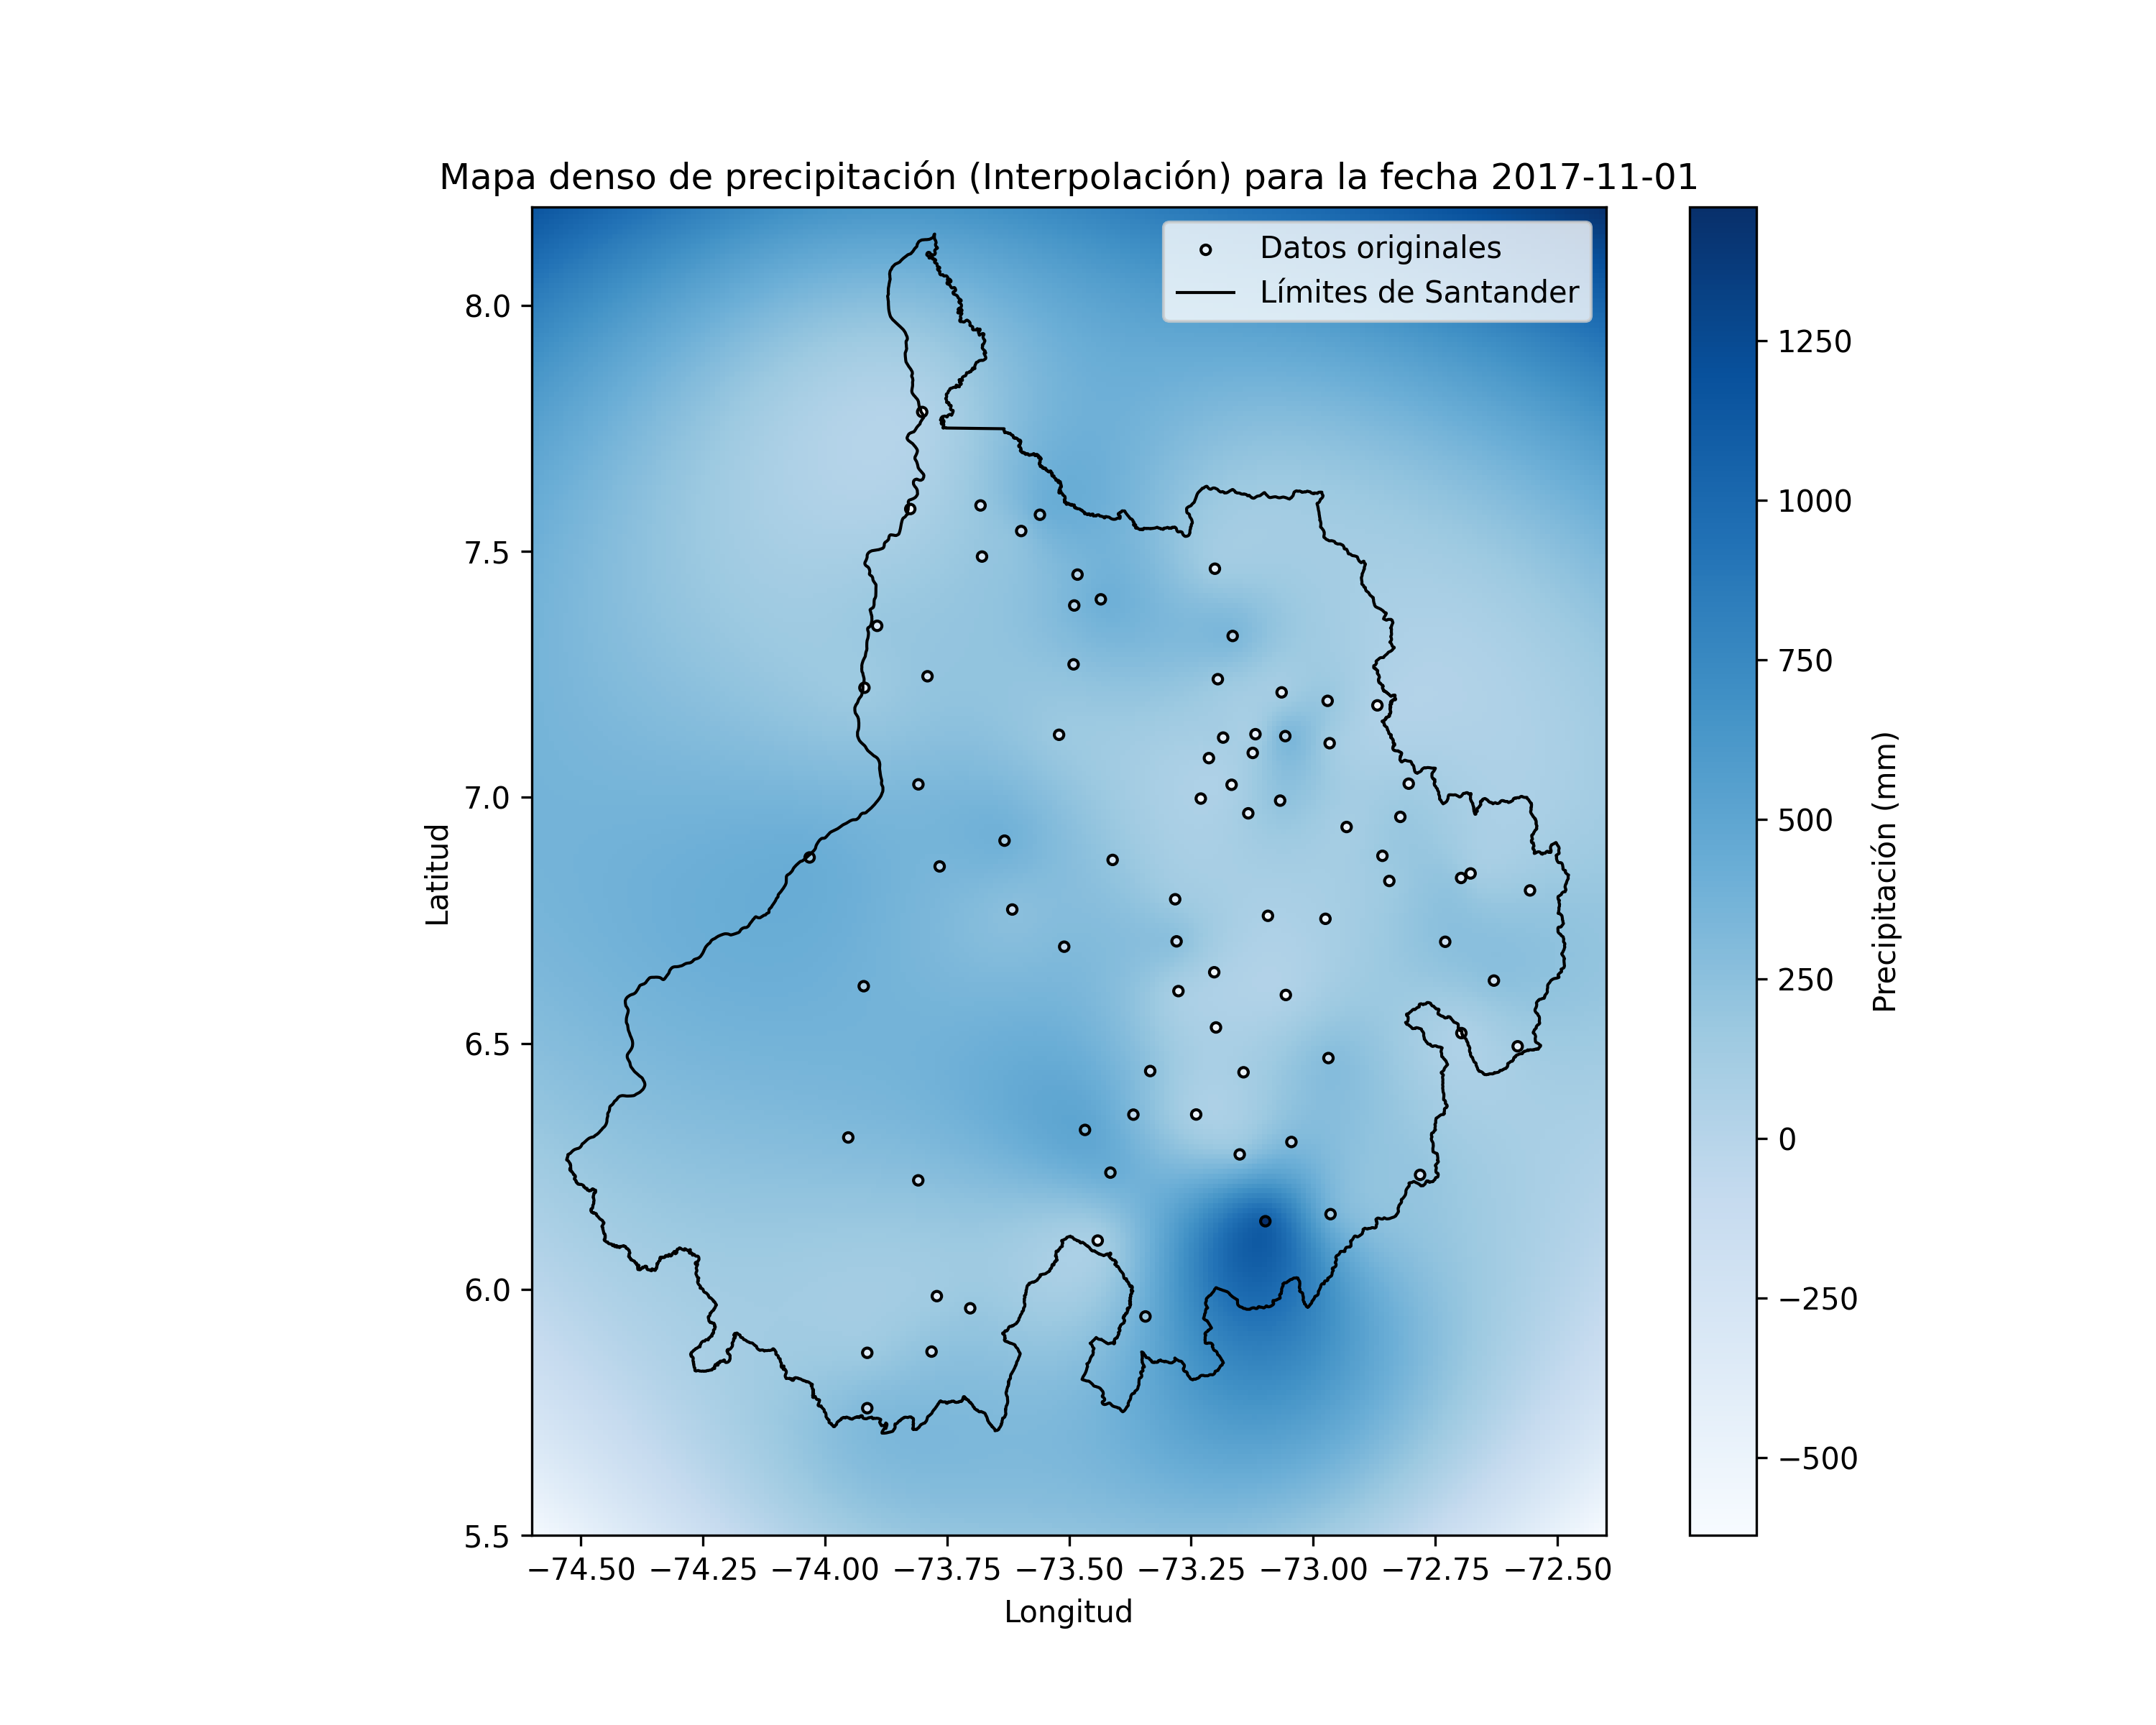 Mapa denso de precipitación (Interpolación) para la fecha 2017-11-01
Datos originales
Límites de Santander
8.0
7.5
7.0
6.5
6.0
5.5
Latitud
−74.50 −74.25 −74.00 −73.75 −73.50 −73.25 −73.00 −72.75 −72.50
Longitud
1250
1000
750
500
250
0
−250
−500
Precipitación (mm)